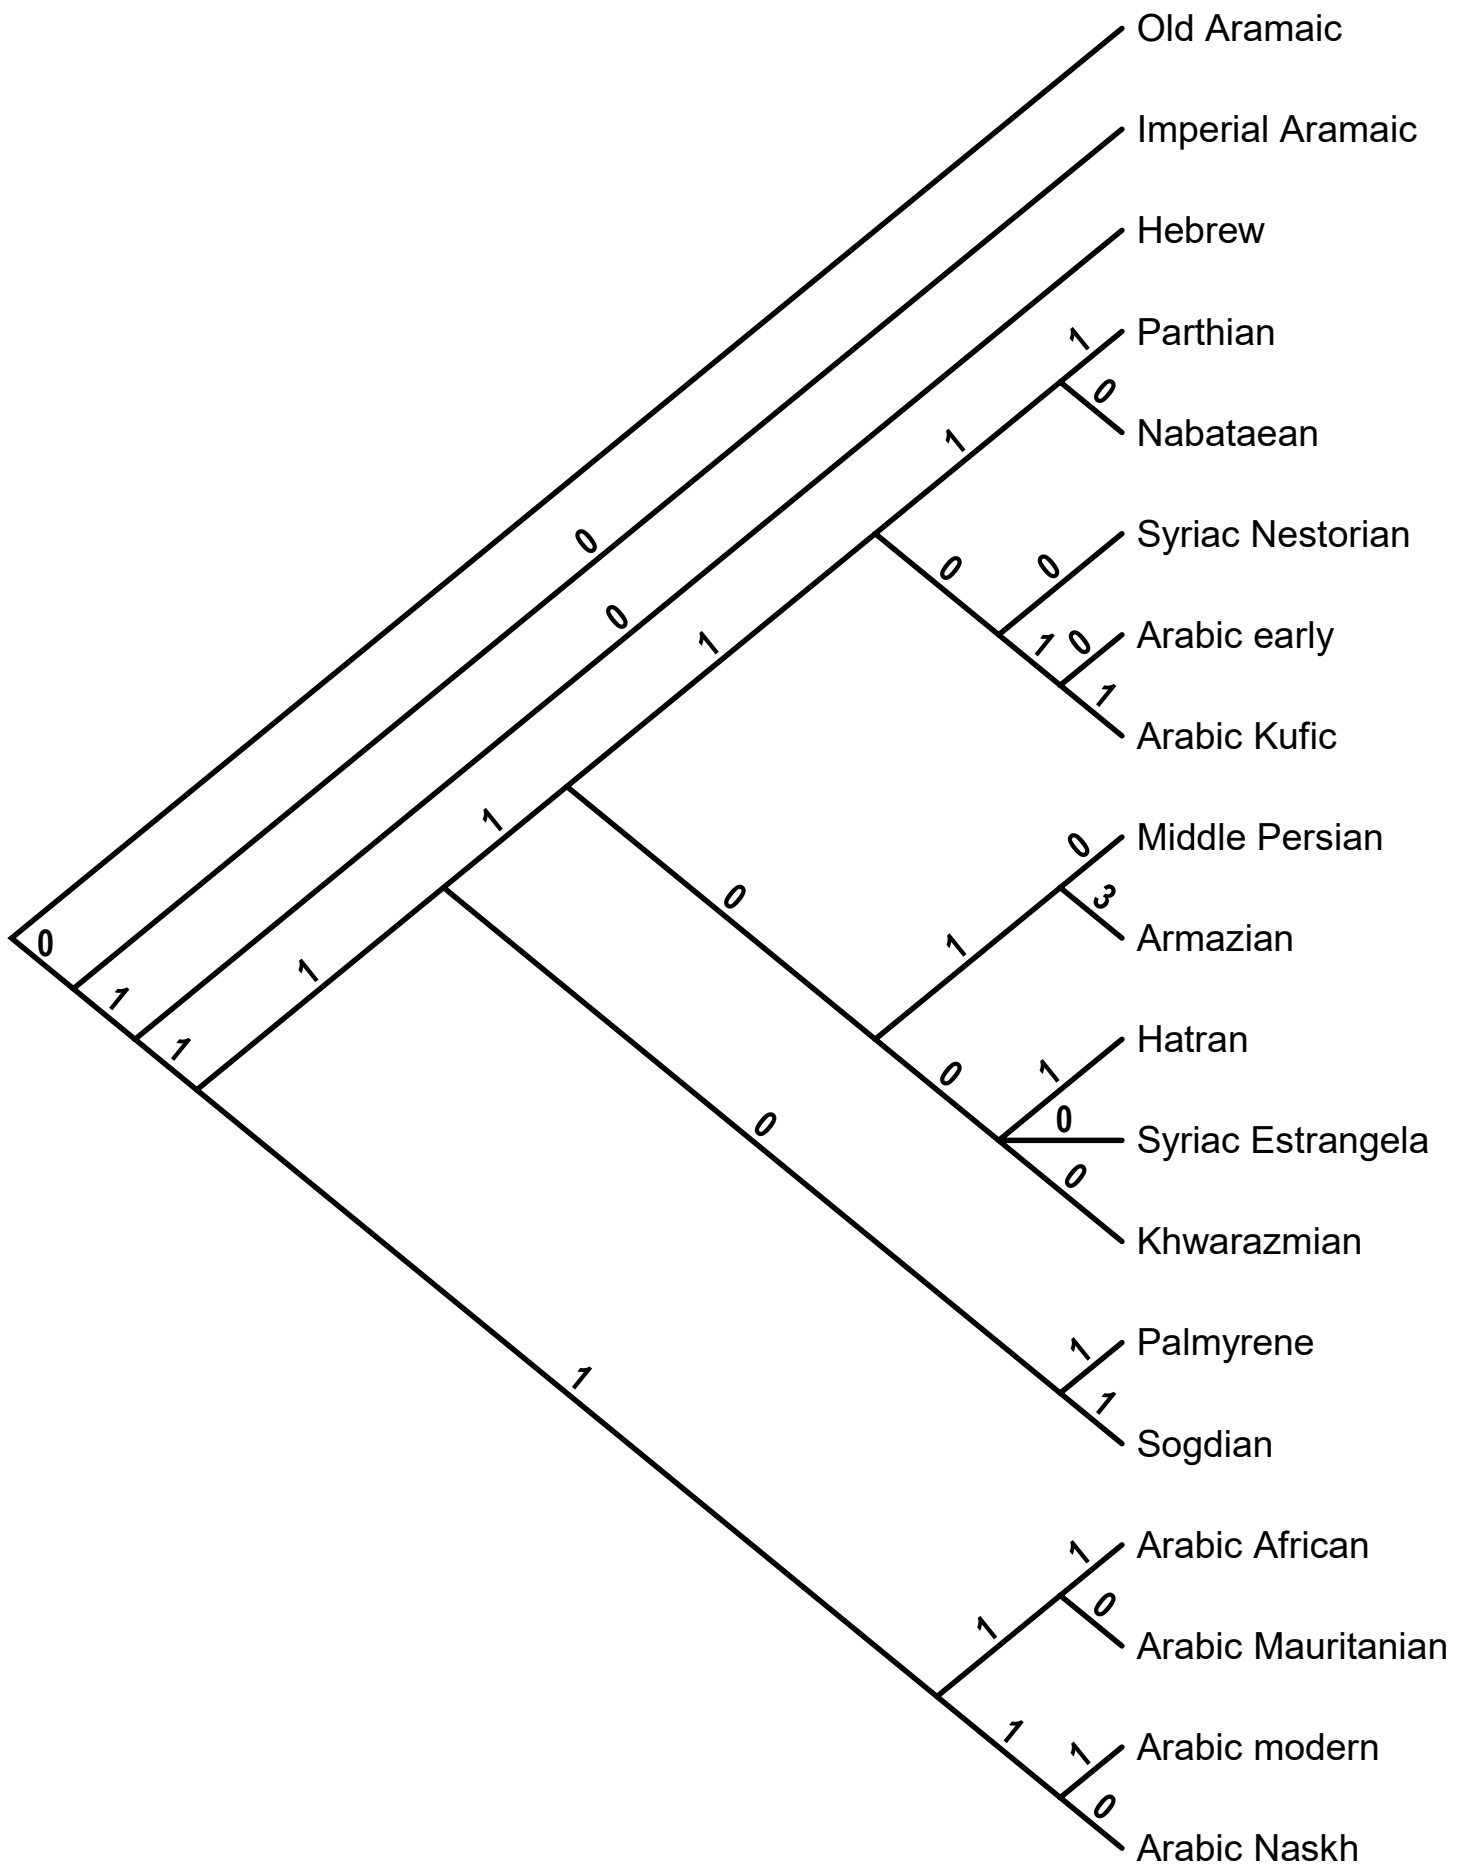 Old Aramaic
Imperial Aramaic
Hebrew
1 Parthian
0
1 Nabataean
0
0 0 Syriac Nestorian
0
1 1 0 Arabic early
1
Arabic Kufic
1 0 Middle Persian
0 3
0 1 Armazian
1
1 Hatran
1 0 1
1 0
0 Syriac Estrangela
0
Khwarazmian
1 Palmyrene
1 1
Sogdian
1 Arabic African
1 0
Arabic Mauritanian
1 1 Arabic modern
0
Arabic Naskh